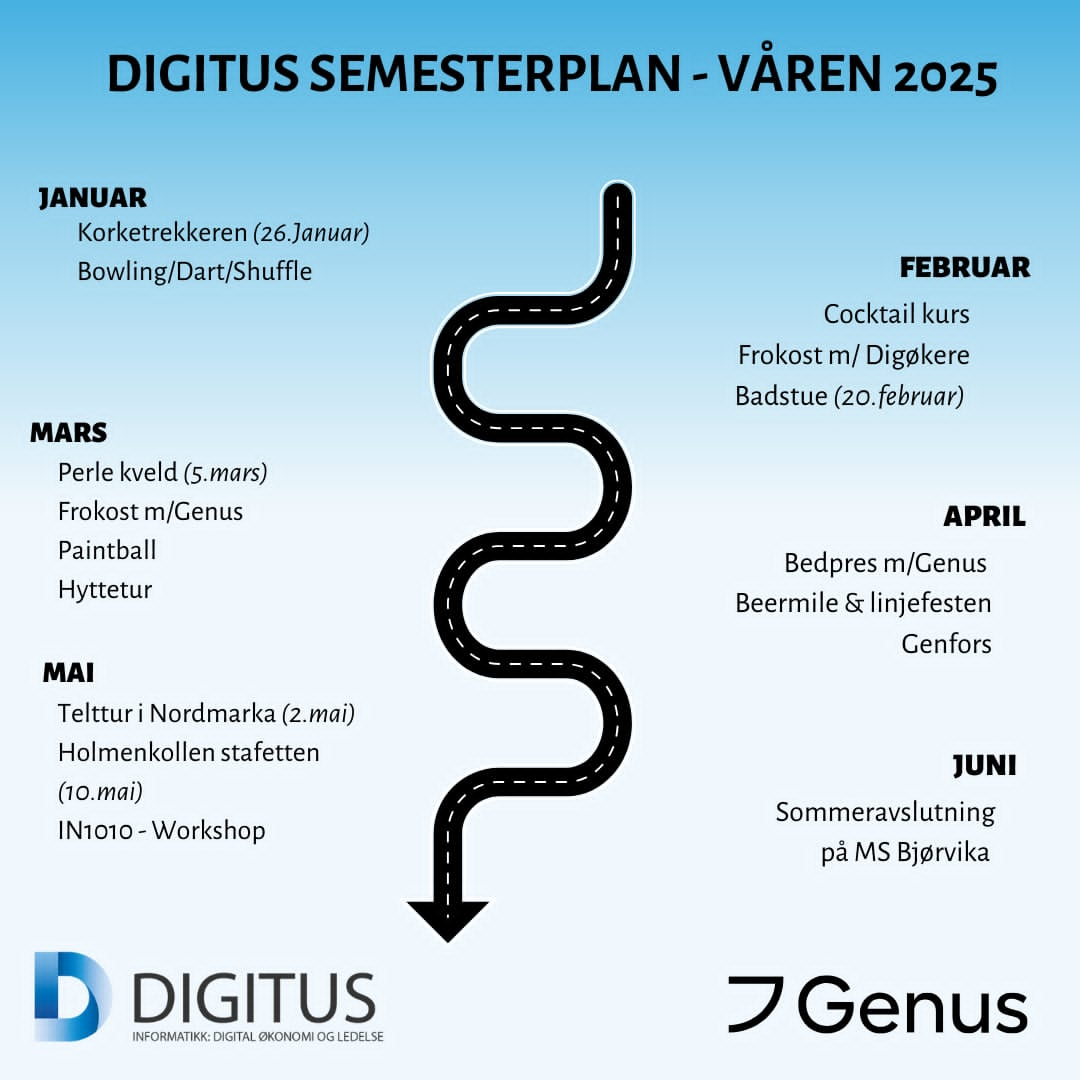 DIGITUS SEMESTERPLAN - VÅREN 2025
JANUAR
Korketrekkeren (26.Januar)
Bowling/Dart/Shuffle
FEBRUAR
Cocktail kurs
Frokost m/ Digøkere
Badstue (20.februar)
MARS
Perle kveld (5.mars)
Frokost m/Genus
Paintball
Hyttetur
APRIL
Bedpres m/Genus
Beermile & linjefesten
Genfors
MAI
Telttur i Nordmarka (2.mai)
Holmenkollen stafetten
(10.mai)
IN1010 - Workshop
JUNI
Sommeravslutning
på MS Bjørvika
DIGITUS
INFORMATIKK: DIGITAL ØKONOMI OG LEDELSE
Genus